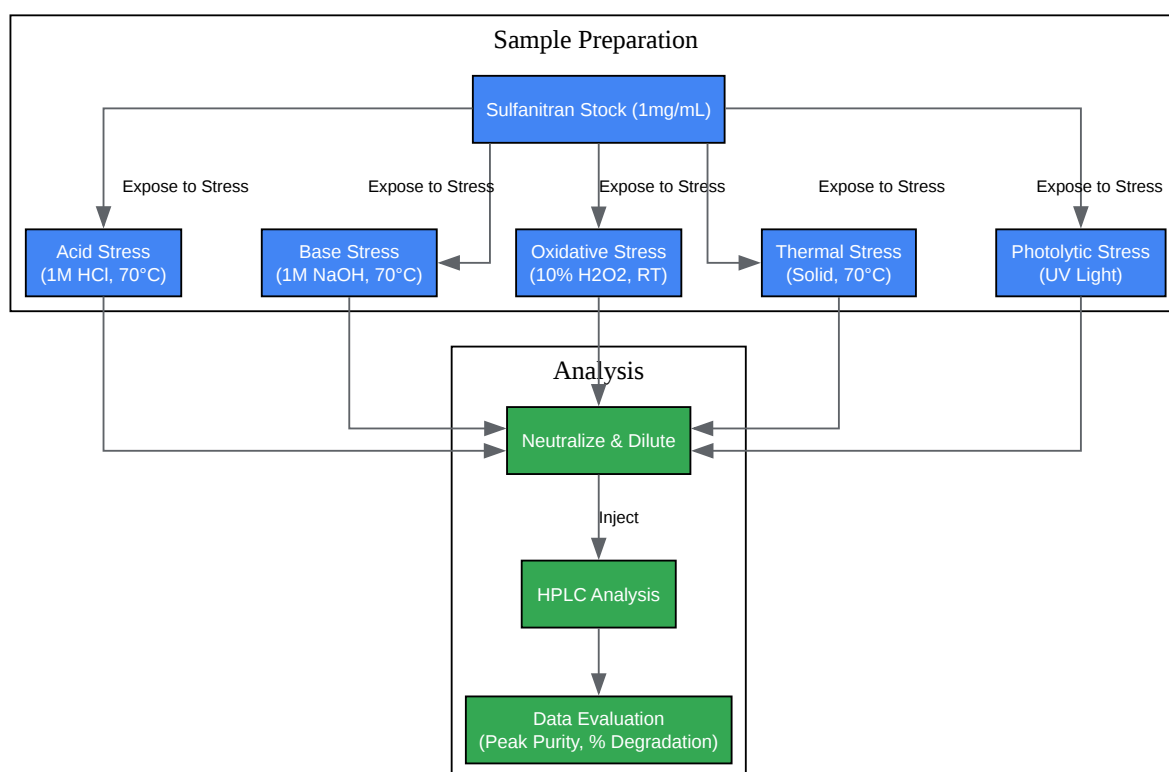 Sample Preparation
Sulfanitran Stock (1mg/mL)
Expose to Stress
Expose to Stress
Expose to Stress
Expose to Stress
Expose to Stress
Acid Stress
(1M HCl, 70°C)
Base Stress
(1M NaOH, 70°C)
Oxidative Stress
(10% H2O2, RT)
Thermal Stress
(Solid, 70°C)
Photolytic Stress
(UV Light)
Analysis
Neutralize & Dilute
Inject
HPLC Analysis
Data Evaluation
(Peak Purity, % Degradation)